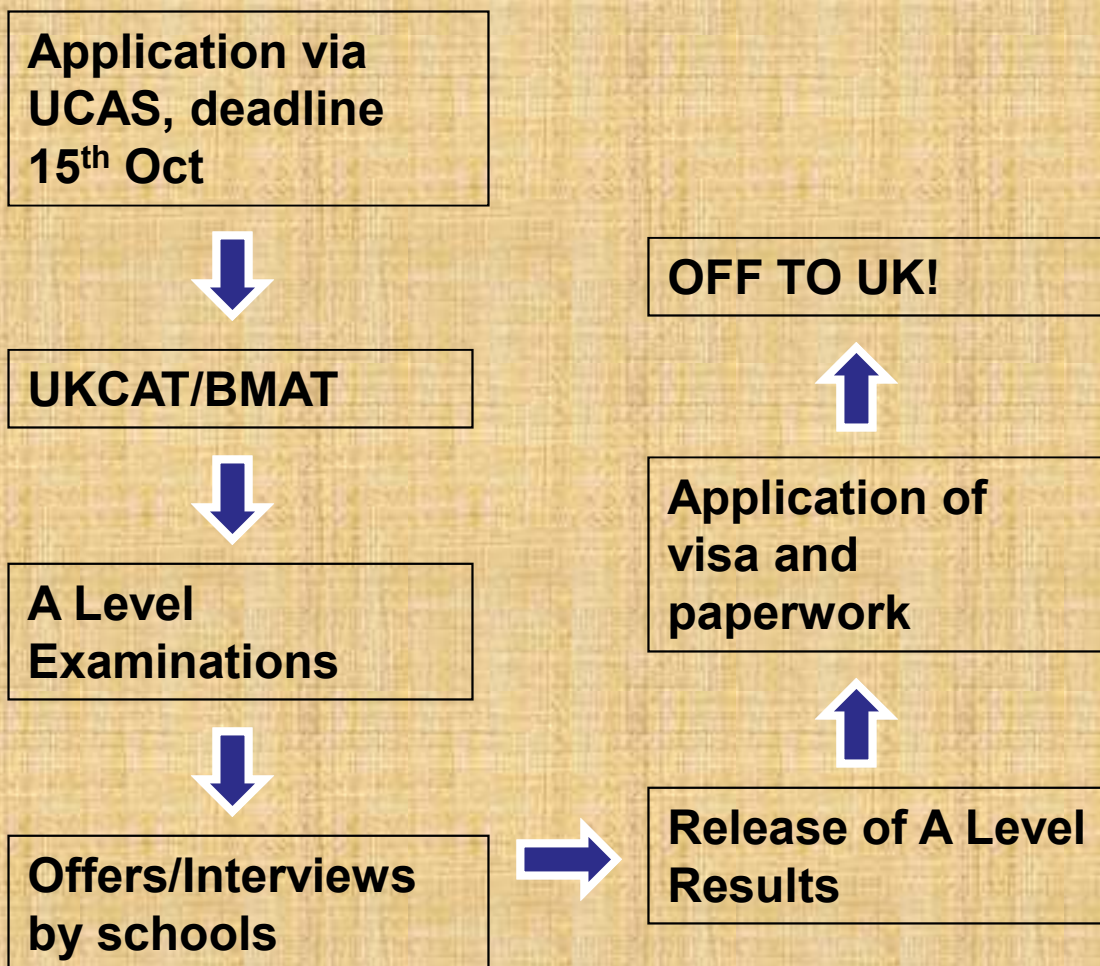 Application via
UCAS, deadline
15th Oct
UKCAT/BMAT
A Level
Examinations
Offers/Interviews
by schools
Release of A Level
Results
Application of
visa and
paperwork
OFF TO UK!